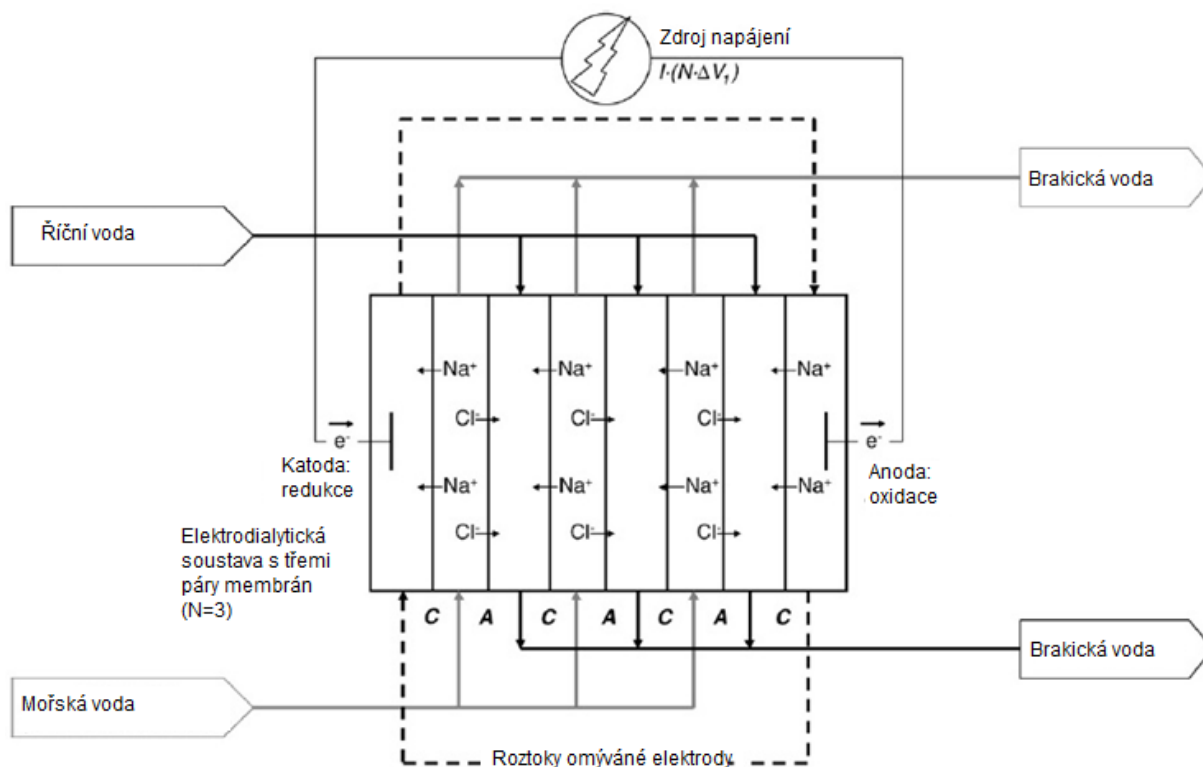 Zdroj napájení
I·(N·ΔV₁)
Brakická voda
Říční voda
Na⁺ Na⁺ Na⁺ Na⁺
Cl⁻ Cl⁻ Cl⁻
e⁻ e⁻
Katoda:
redukce
Anoda:
oxidace
Na⁺ Na⁺ Na⁺ Na⁺
Cl⁻ Cl⁻ Cl⁻
Elektrodialytická
soustava s třemi
páry membrán
(N=3)
C A C A C A C
Brakická voda
Mořská voda
Roztoky omýváné elektrody